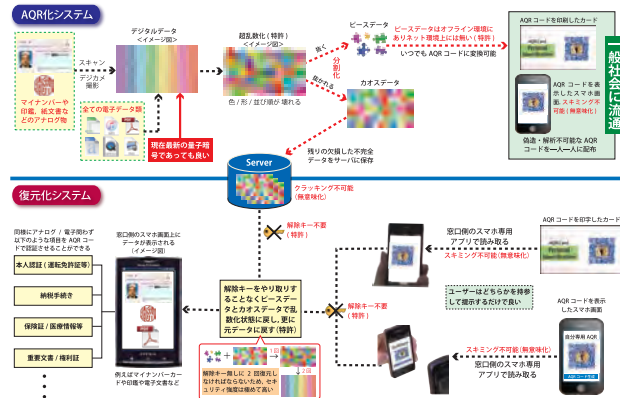 AQR化システム
デジタルデータ
<イメージ図>
超乱数化 ( 特許 )
<イメージ図>
ピースデータ
ピースデータはオフライン環境に
ありネット環境上には無い ( 特許 )
いつでも AQR コードに変換可能
AQR コードを印刷したカード
スキャン
デジカメ
撮影
分割化
カオスデータ
マイナンバーや
印鑑、紙文書な
どのアナログ物
全ての電子データ類
色 / 形 / 並び順が 壊れる
現在最新の量子暗
号であっても良い
AQR コードを表
示したスマホ画
面, スキミング不
可能 ( 無意味化 )
偽造・解析不可能な AQR
コードを一人一人に配布
一般社会に流通
残りの欠損した不完全
データをサーバに保存
Server
クラッキング不可能
(無意味化)
復元化システム
同様にアナログ / 電子問わず
以下のような項目を AQR コー
ドで認証させることができる
本人認証 ( 運転免許証等)
納税手続き
保険証 / 医療情報等
重要文書 / 権利証
窓口側のスマホ画面上に
データが表示される
(イメージ図)
例えばマイナンバーカー
ドや印鑑や電子文書など
解除キー不要
( 特許 )
解除キーをやり取りす
ることなくピースデー
タとカオスデータで乱
数化状態に戻し, 更に
元データに戻す(特許)
1回
2回
解除キー無しに 2 回復元し
なければならないため, セキ
ュリティ強度は極めて高い
解除キー不要
( 特許 )
窓口側のスマホ専用
アプリで読み取る
スキミング不可能(無意味化)
AQR コードを印字したカード
ユーザーはどちらかを持参
して提示するだけで良い
AQR コードを表示
したスマホ画面
自分専用 AQR
スキミング不可能(無意味化)
窓口側のスマホ専用
アプリで読み取る